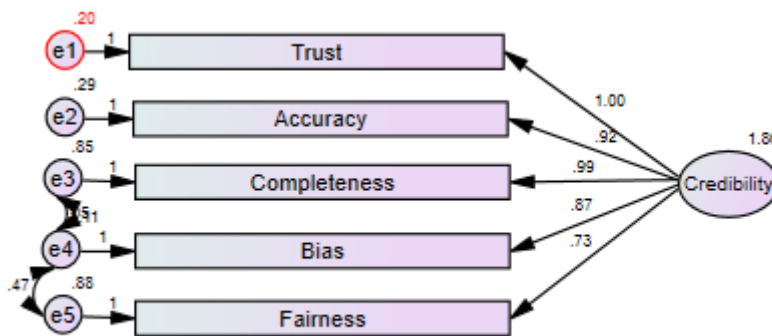 .20
e1 1 Trust
.29
e2 1 Accuracy
1.00
.92
.85
e3 1 Completeness
.99
Credibility
.87
e4 1 Bias
.73
.47
.88
e5 1 Fairness